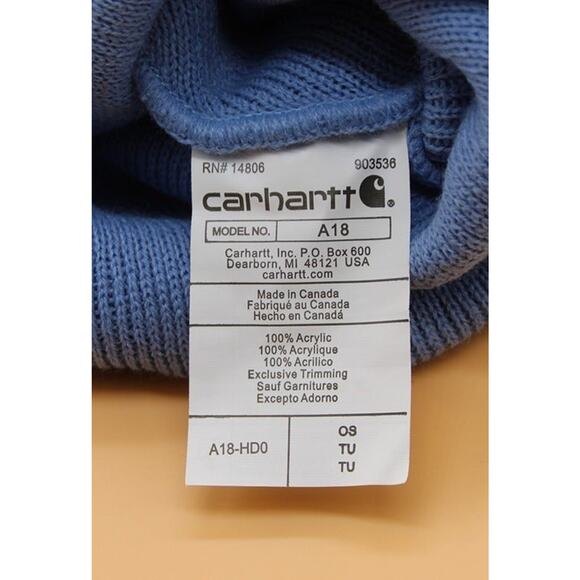 RN# 14806 903536
carhartt
MODEL NO. A18
Carhartt, Inc. P.O. Box 600
Dearborn, MI 48121 USA
carhartt.com
Made in Canada
Fabriqué au Canada
Hecho en Canadá
100% Acrylic
100% Acrylique
100% Acrilico
Exclusive Trimming
Sauf Garnitures
Excepto Adorno
A18-HD0
OS
TU
TU